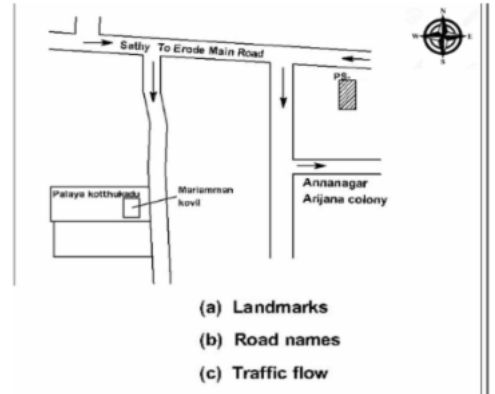 N
W
E
S
Sathy To Erode Main Road
PS
Palaya kotthukadu
Mariamman
kovil
Annanagar
Arijana colony
(a) Landmarks
(b) Road names
(c) Traffic flow